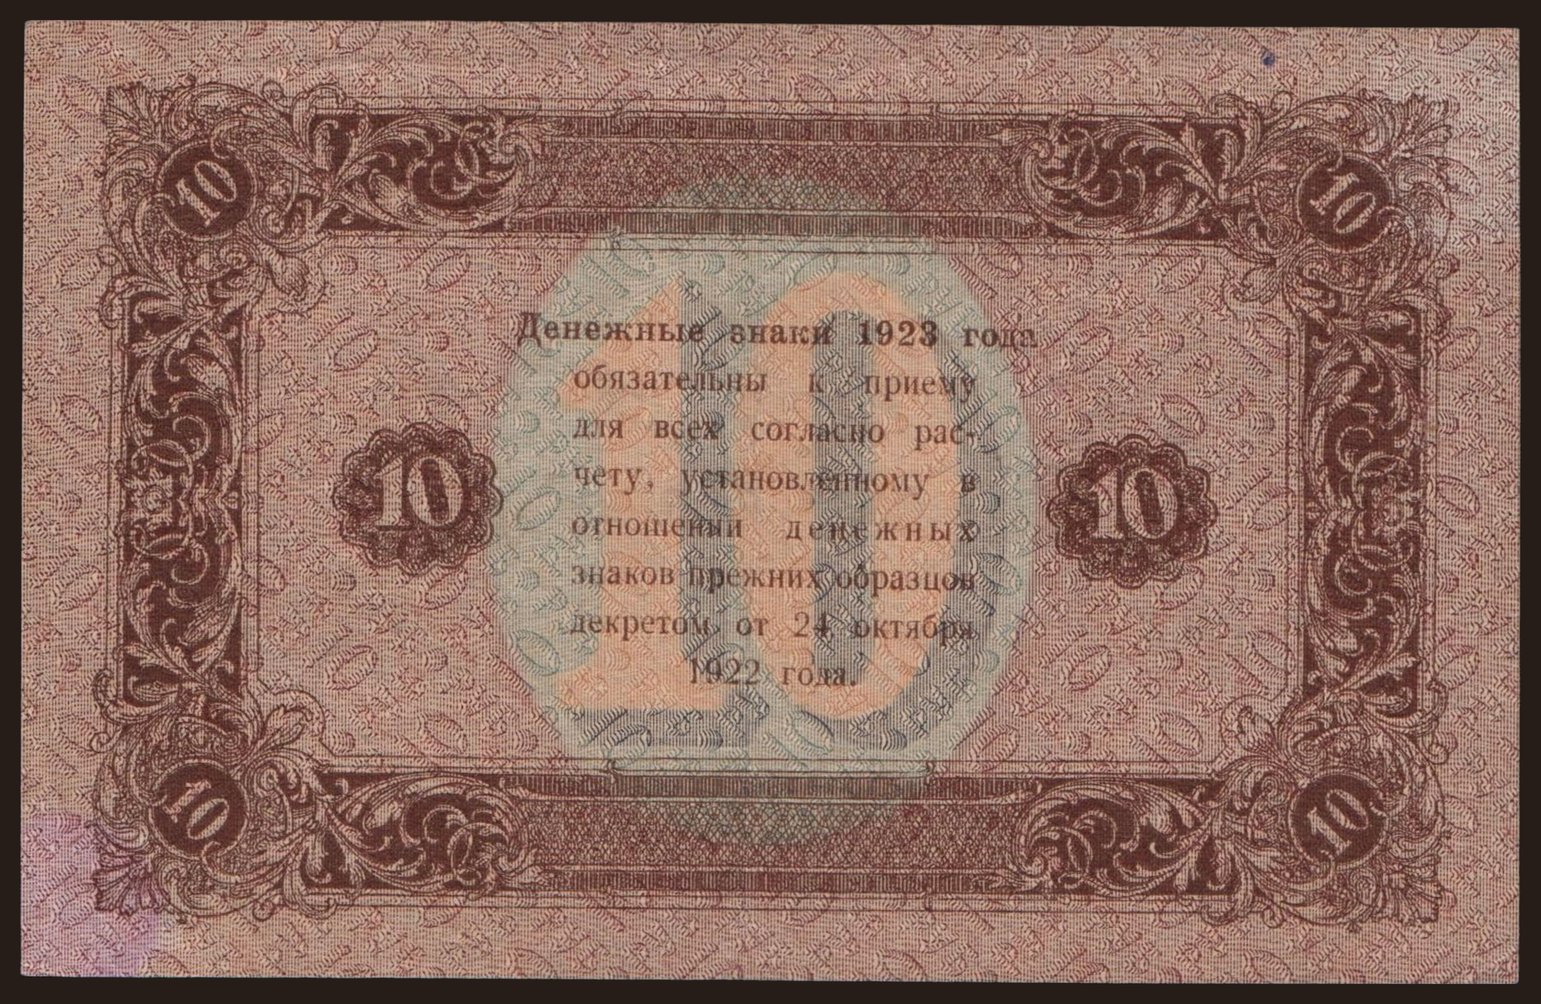 10 10
Денежные знаки 1923 года
обязательны к приему
для всех согласно рас-
чету, установленному в
10 10 10
отношении денежных
знаков прежних образцов
декретом от 24 октября
1922 года.
10 10